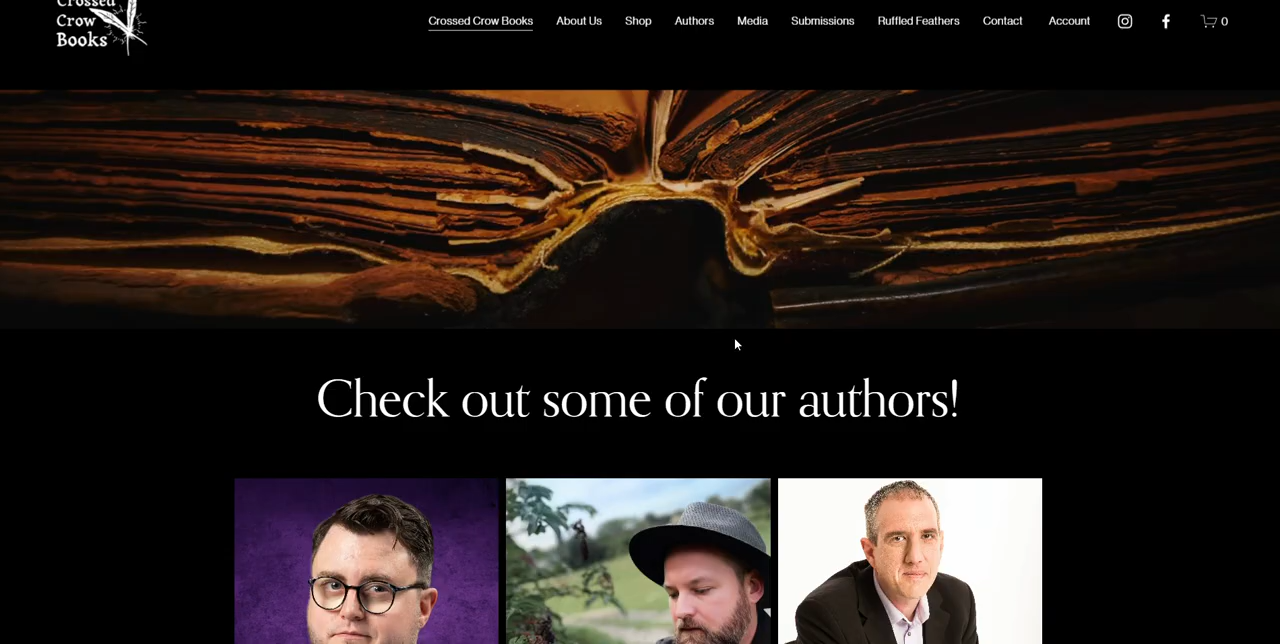 Crossed
Crow
Books
Crossed Crow Books
About Us
Shop
Authors
Media
Submissions
Ruffled Feathers
Contact
Account
0
Check out some of our authors!